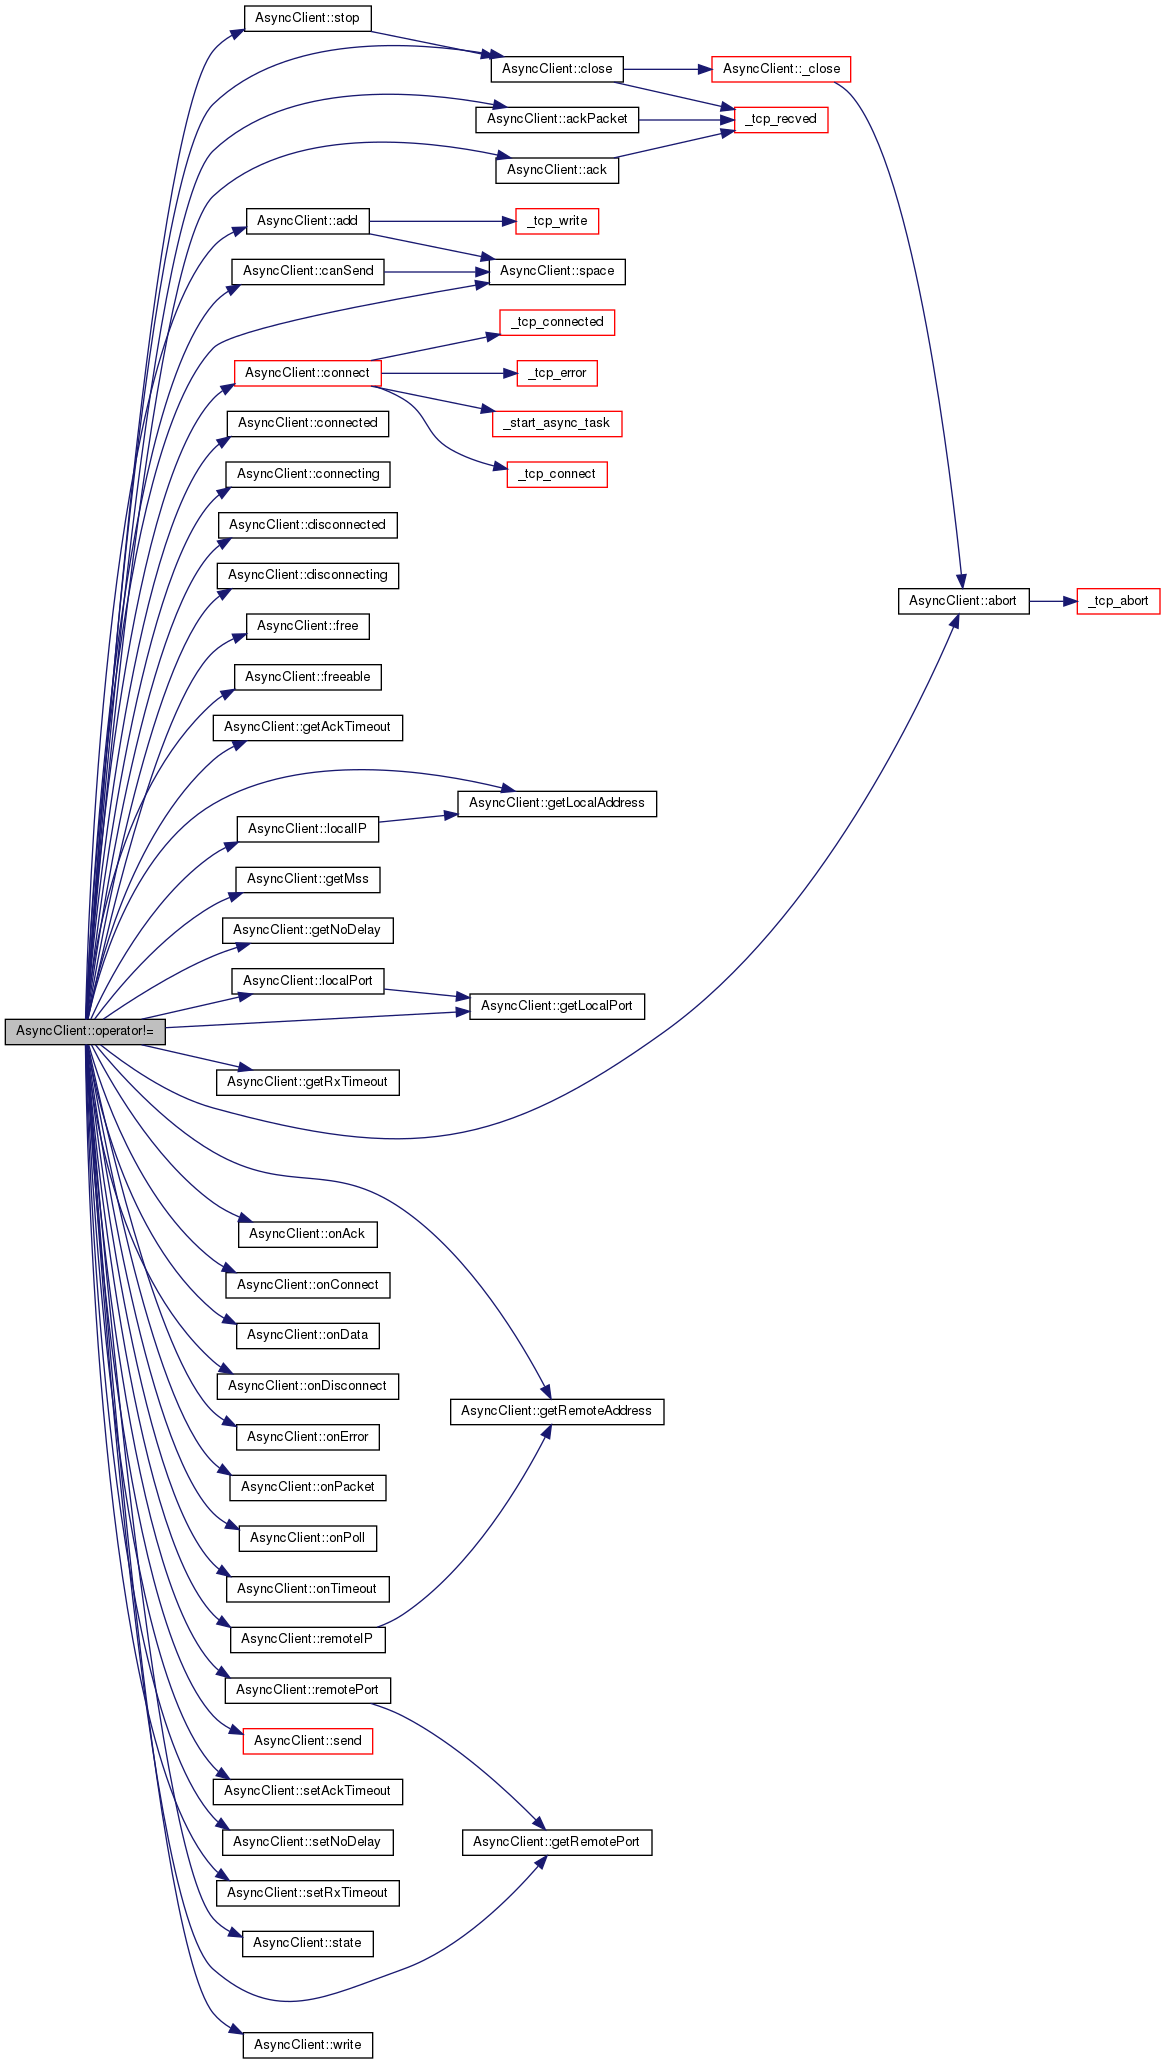 AsyncClient::stop
AsyncClient::close
AsyncClient::_close
AsyncClient::ackPacket
_tcp_recved
AsyncClient::ack
AsyncClient::add
_tcp_write
AsyncClient::canSend
AsyncClient::space
_tcp_connected
AsyncClient::connect
_tcp_error
AsyncClient::connected
_start_async_task
AsyncClient::connecting
_tcp_connect
AsyncClient::disconnected
AsyncClient::disconnecting
AsyncClient::abort
_tcp_abort
AsyncClient::free
AsyncClient::freeable
AsyncClient::getAckTimeout
AsyncClient::getLocalAddress
AsyncClient::localIP
AsyncClient::getMss
AsyncClient::getNoDelay
AsyncClient::localPort
AsyncClient::getLocalPort
AsyncClient::operator!=
AsyncClient::getRxTimeout
AsyncClient::onAck
AsyncClient::onConnect
AsyncClient::onData
AsyncClient::onDisconnect
AsyncClient::getRemoteAddress
AsyncClient::onError
AsyncClient::onPacket
AsyncClient::onPoll
AsyncClient::onTimeout
AsyncClient::remoteIP
AsyncClient::remotePort
AsyncClient::send
AsyncClient::setAckTimeout
AsyncClient::setNoDelay
AsyncClient::getRemotePort
AsyncClient::setRxTimeout
AsyncClient::state
AsyncClient::write